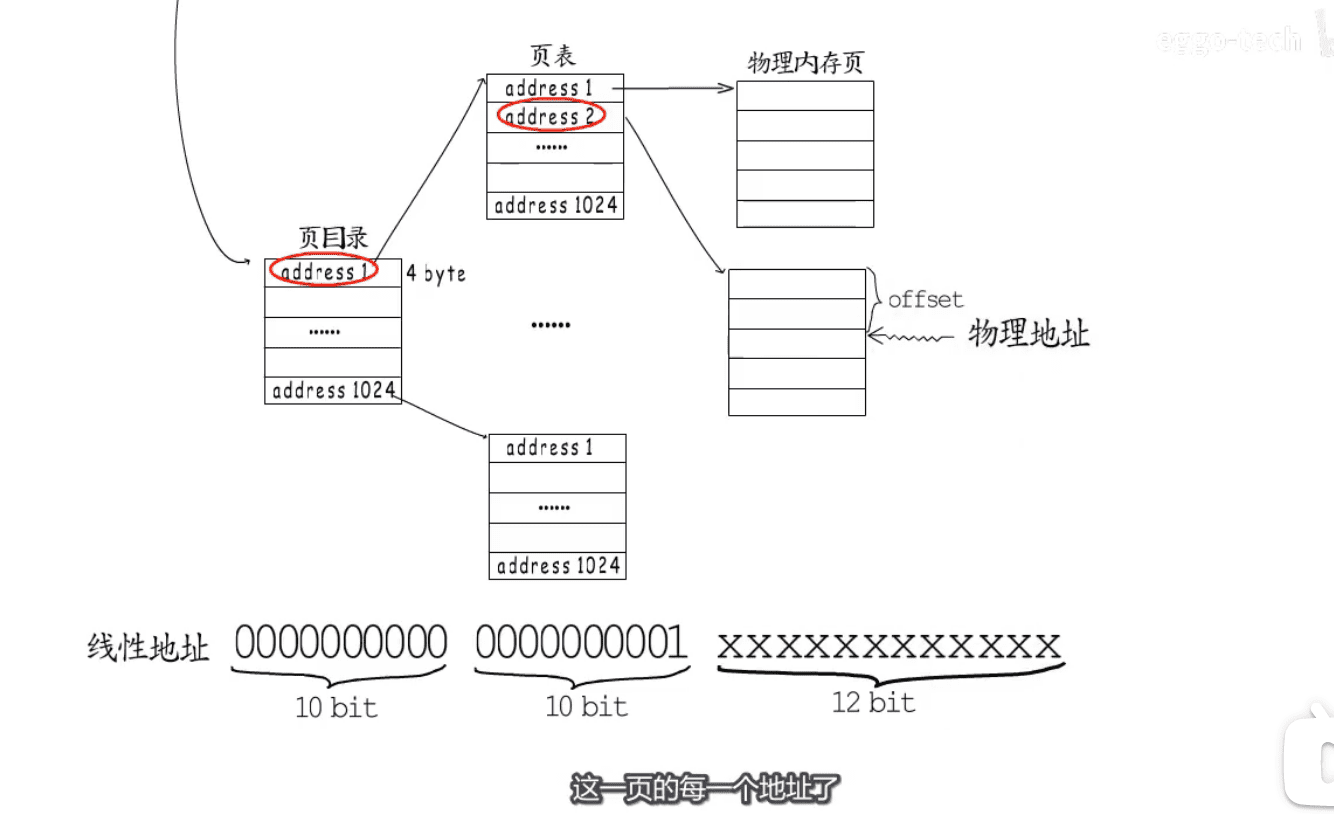 eggo-tech
页表
物理内存页
address 1
address 2
......
address 1024
页目录
address 1
4 byte
......
address 1024
......
offset
物理地址
address 1
......
address 1024
线性地址 0000000000 0000000001 xxxxxxxxxxxx
10 bit 10 bit 12 bit
这一页的每一个地址了